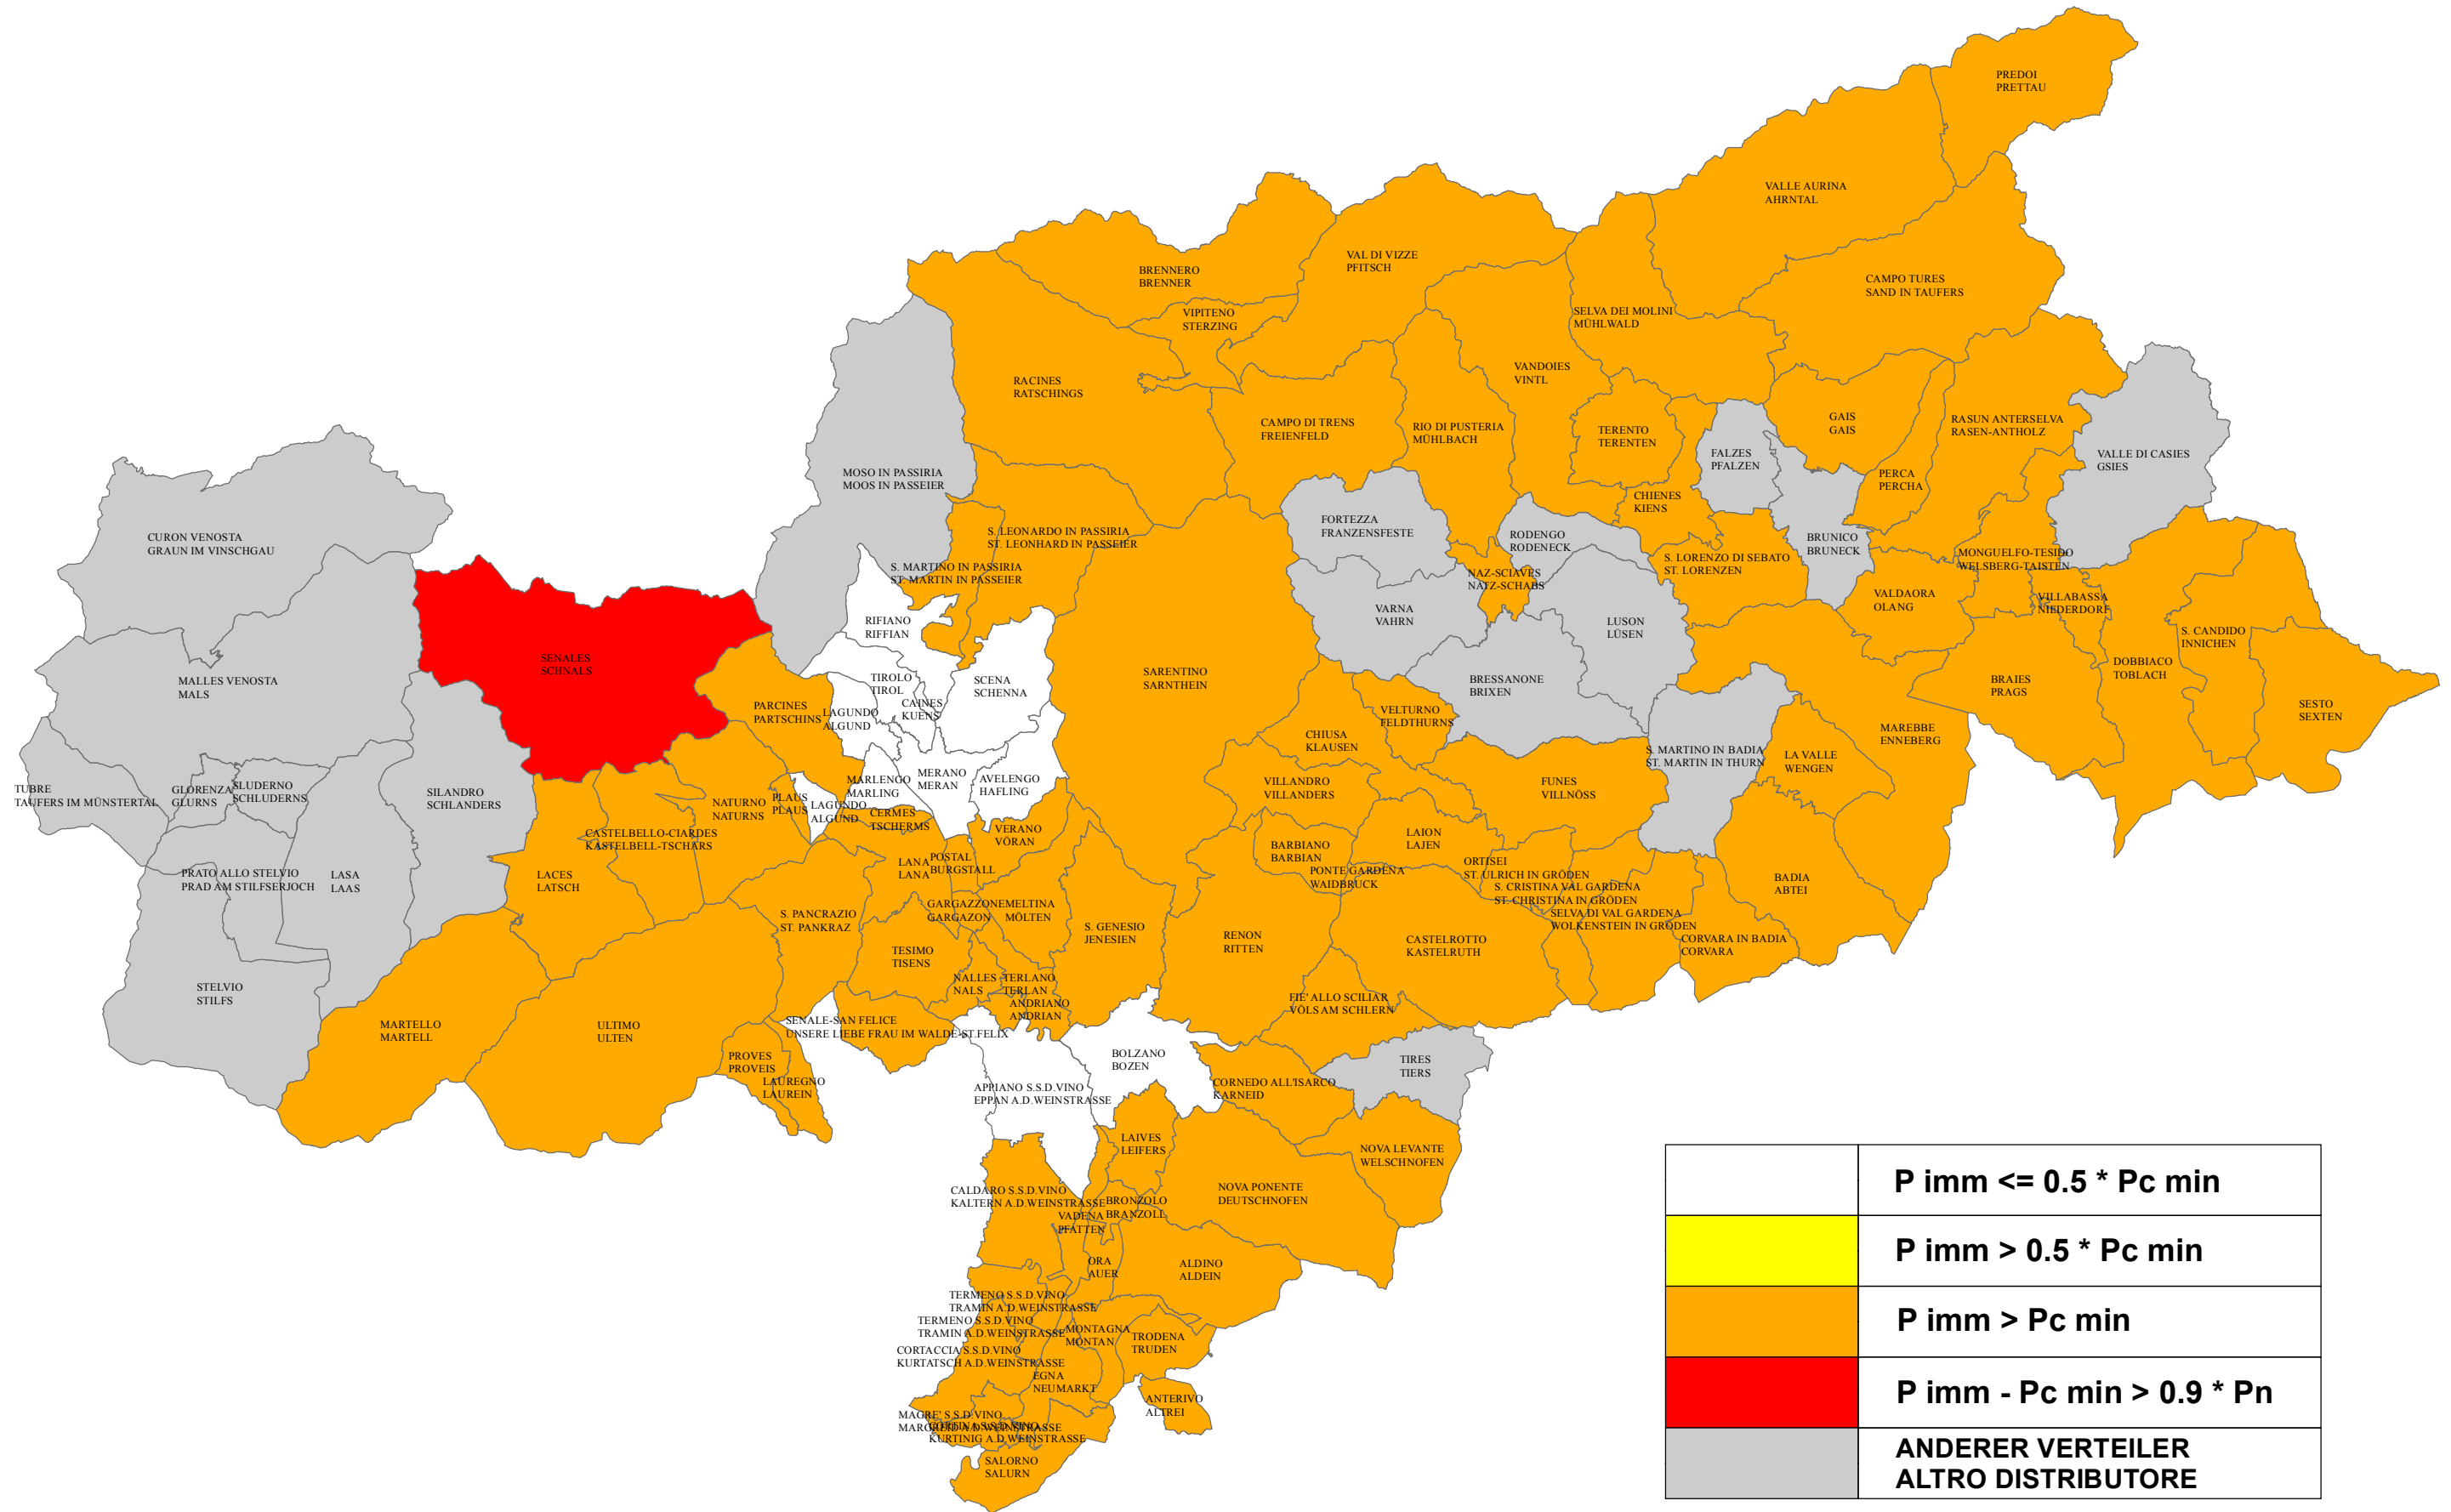 PREDOI
PRETTAU
VALLE AURINA
AHRNTAL
CAMPO TURES
SAND IN TAUFERS
BRENNERO
BRENNER
VAL DI VIZZE
PFITSCH
VIPITENO
STERZING
SELVA DEI MOLINI
MÜHLWALD
RACINES
RATSCHINGS
VANDOIES
VINTL
CAMPO DI TRENS
FREIENFELD
RIO DI PUSTERIA
MÜHLBACH
TERENTO
TERENTEN
GAIS
GAIS
RASUN ANTERSELVA
RASEN-ANTHOLZ
FALZES
PFALZEN
VALLE DI CASIES
GSIES
PERCA
PERCHA
MOSO IN PASSIRIA
MOOS IN PASSEIER
CHIENES
KIENS
CURON VENOSTA
GRAUN IM VINSCHGAU
S. LEONARDO IN PASSIRIA
ST. LEONHARD IN PASSEIER
FORTEZZA
FRANZENSFESTE
RODENGO
RODENECK
BRUNICO
BRUNECK
S. LORENZO DI SEBATO
ST. LORENZEN
MONGUELFO-TESIDO
WELSBERG-TAISTEN
S. MARTINO IN PASSIRIA
ST. MARTIN IN PASSEIER
NAZ-SCIAVES
NATZ-SCHABS
VALDAORA
OLANG
VILLABASSA
NIEDERDORF
VARNA
VAHRN
RIFIANO
RIFFIAN
LUSON
LÜSEN
S. CANDIDO
INNICHEN
SENALES
SCHNALS
DOBBIACO
TOBLACH
SARENTINO
SARNTHEIN
MALLES VENOSTA
MALS
TIROLO
TIROL
SCENA
SCHENNA
BRESSANONE
BRIXEN
BRAIES
PRAGS
CAINES
KUENS
PARCINES
PARTSCHINS
LAGUNDO
ALGUND
VELTURNO
FELDTHURNS
SESTO
SEXTEN
MAREBBE
ENNEBERG
CHIUSA
KLAUSEN
S. MARTINO IN BADIA
ST. MARTIN IN THURN
LA VALLE
WENGEN
MERANO
MERAN
AVELENGO
HAFLING
MARLENGO
MARLING
VILLANDRO
VILLANDERS
FUNES
VILLNÖSS
TUBRE
TAUFERS IM MÜNSTERTAL
GLORENZA
GLURNS
SLUDERNO
SCHLUDERNS
SILANDRO
SCHLANDERS
NATURNO
NATURNS
PLAUS
PLAUS
LAGUNDO
ALGUND
CERMES
TSCHERMS
CASTELBELLO-CIARDES
KASTELBELL-TSCHARS
VERANO
VÖRAN
LAION
LAJEN
BARBIANO
BARBIAN
POSTAL
BURGSTALL
LANA
LANA
ORTISEI
ST. ULRICH IN GRÖDEN
PONTE GARDENA
WAIDBRUCK
PRATO ALLO STELVIO
PRAD AM STILFSERJOCH
LASA
LAAS
LACES
LATSCH
BADIA
ABTEI
S. CRISTINA VAL GARDENA
ST. CHRISTINA IN GRÖDEN
GARGAZZONE
GARGAZON
MELTINA
MÖLTEN
S. PANCRAZIO
ST. PANKRAZ
SELVA DI VAL GARDENA
WOLKENSTEIN IN GRÖDEN
S. GENESIO
JENESIEN
RENON
RITTEN
CASTELROTTO
KASTELRUTH
CORVARA IN BADIA
CORVARA
TESIMO
TISENS
NALLES
NALS
TERLANO
TERLAN
STELVIO
STILFS
FIE' ALLO SCILIAR
VÖLS AM SCHLERN
ANDRIANO
ANDRIAN
MARTELLO
MARTELL
ULTIMO
ULTEN
SENALE-SAN FELICE
UNSERE LIEBE FRAU IM WALDE-ST.FELIX
PROVES
PROVEIS
BOLZANO
BOZEN
TIRES
TIERS
LAUREGNO
LAUREIN
APPIANO S.S.D.VINO
EPPAN A.D.WEINSTRASSE
CORNEDO ALL'ISARCO
KARNEID
LAIVES
LEIFERS
NOVA LEVANTE
WELSCHNOFEN
CALDARO S.S.D.VINO
KALTERN A.D.WEINSTRASSE
NOVA PONENTE
DEUTSCHNOFEN
BRONZOLO
BRANZOLL
VADENA
PFATTEN
ORA
AUER
ALDINO
ALDEIN
TERMENO S.S.D.VINO
TRAMIN A.D.WEINSTRASSE
TERMENO S.S.D.VINO
TRAMIN A.D.WEINSTRASSE
MONTAGNA
MONTAN
TRODENA
TRUDEN
CORTACCIA S.S.D.VINO
KURTATSCH A.D.WEINSTRASSE
EGNA
NEUMARKT
ANTERIVO
ALTREI
MAGRE' S.S.D.VINO
MARGREID A.D.WEINSTRASSE
KURTINIG A.D.WEINSTRASSE
SALORNO
SALURN
P imm <= 0.5 * Pc min
P imm > 0.5 * Pc min
P imm > Pc min
P imm - Pc min > 0.9 * Pn
ANDERER VERTEILER
ALTRO DISTRIBUTORE